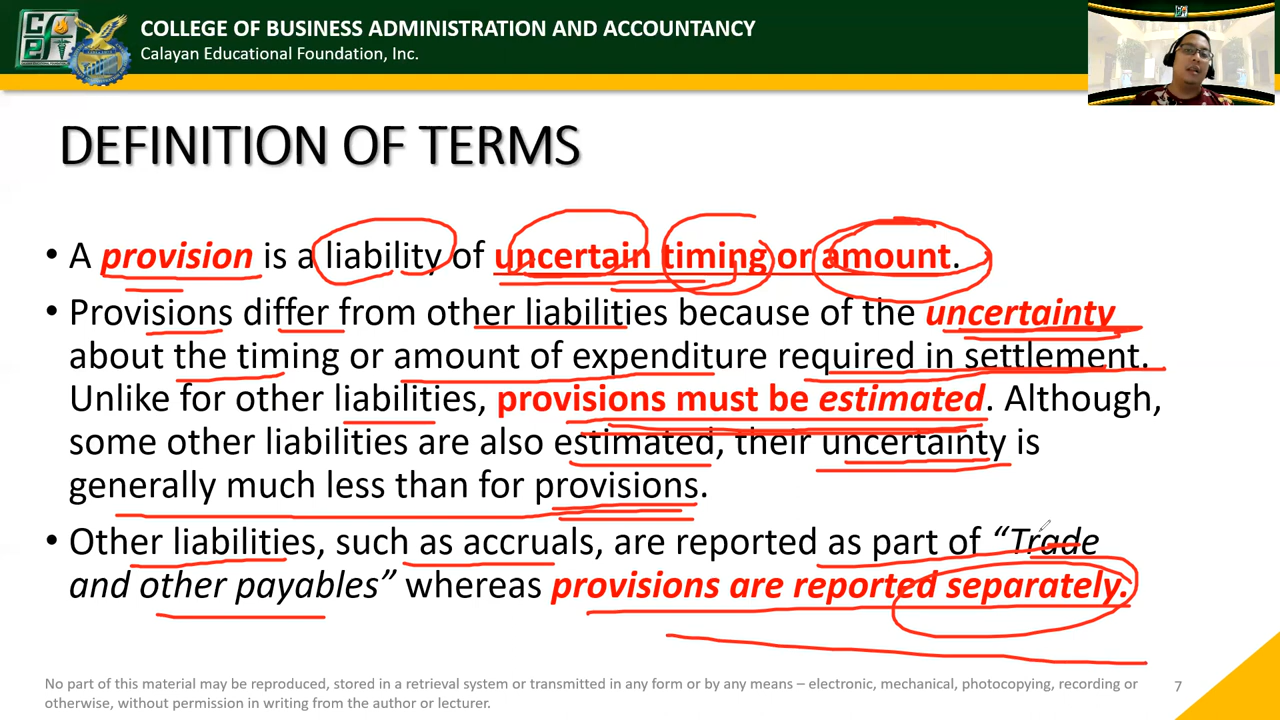 COLLEGE OF BUSINESS ADMINISTRATION AND ACCOUNTANCY
Calayan Educational Foundation, Inc.
DEFINITION OF TERMS
• A provision is a liability of uncertain timing or amount.
• Provisions differ from other liabilities because of the uncertainty
about the timing or amount of expenditure required in settlement.
Unlike for other liabilities, provisions must be estimated. Although,
some other liabilities are also estimated, their uncertainty is
generally much less than for provisions.
• Other liabilities, such as accruals, are reported as part of “Trade
and other payables” whereas provisions are reported separately.
No part of this material may be reproduced, stored in a retrieval system or transmitted in any form or by any means – electronic, mechanical, photocopying, recording or
otherwise, without permission in writing from the author or lecturer.
7